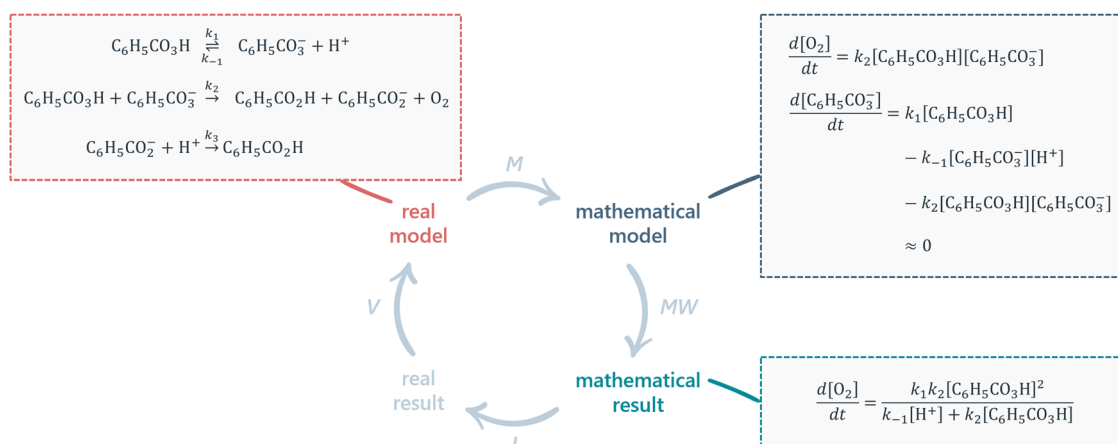 C₆H₅CO₃H ⇌ C₆H₅CO₃⁻ + H⁺ (k₁, k₋₁)
C₆H₅CO₃H + C₆H₅CO₃⁻ →(k₂) C₆H₅CO₂H + C₆H₅CO₂⁻ + O₂
C₆H₅CO₂⁻ + H⁺ →(k₃) C₆H₅CO₂H
d[O₂]/dt = k₂[C₆H₅CO₃H][C₆H₅CO₃⁻]
d[C₆H₅CO₃⁻]/dt = k₁[C₆H₅CO₃H]
− k₋₁[C₆H₅CO₃⁻][H⁺]
− k₂[C₆H₅CO₃H][C₆H₅CO₃⁻]
≈ 0
M
real
model
mathematical
model
V
MW
real
result
mathematical
result
d[O₂]/dt = k₁k₂[C₆H₅CO₃H]²/(k₋₁[H⁺] + k₂[C₆H₅CO₃H])